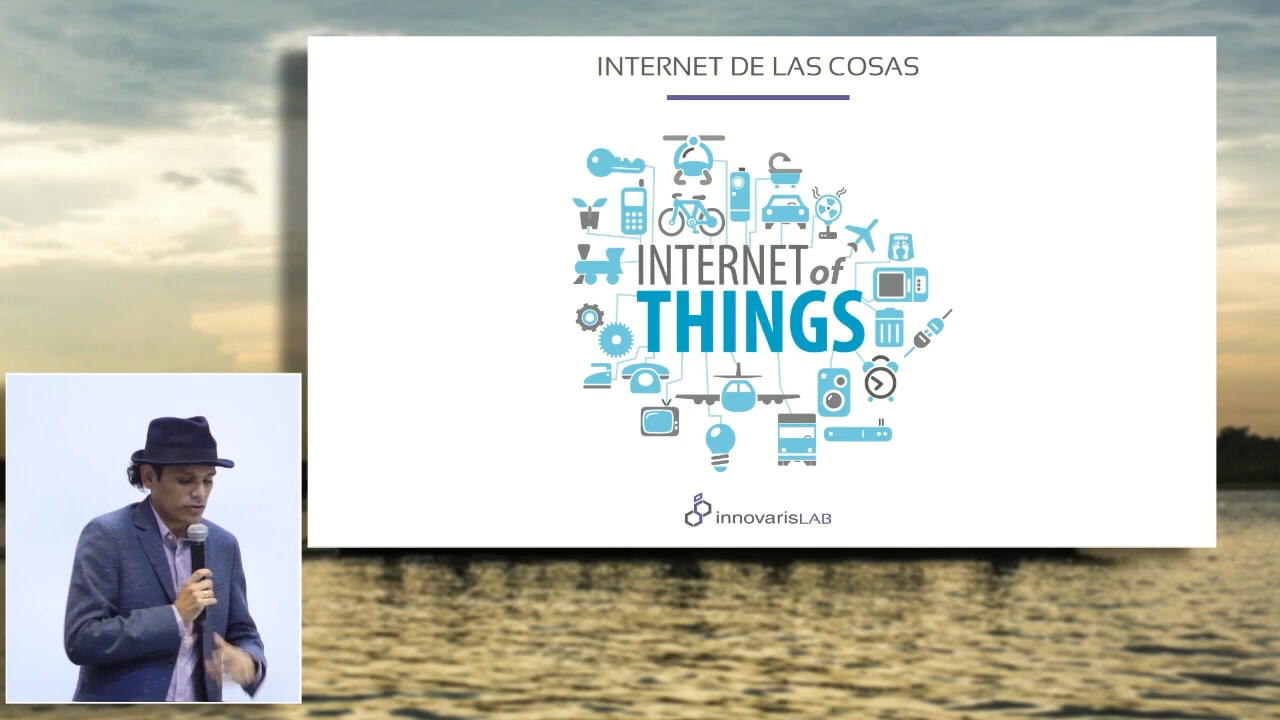 INTERNET DE LAS COSAS
INTERNET of
THINGS
innovarisLAB